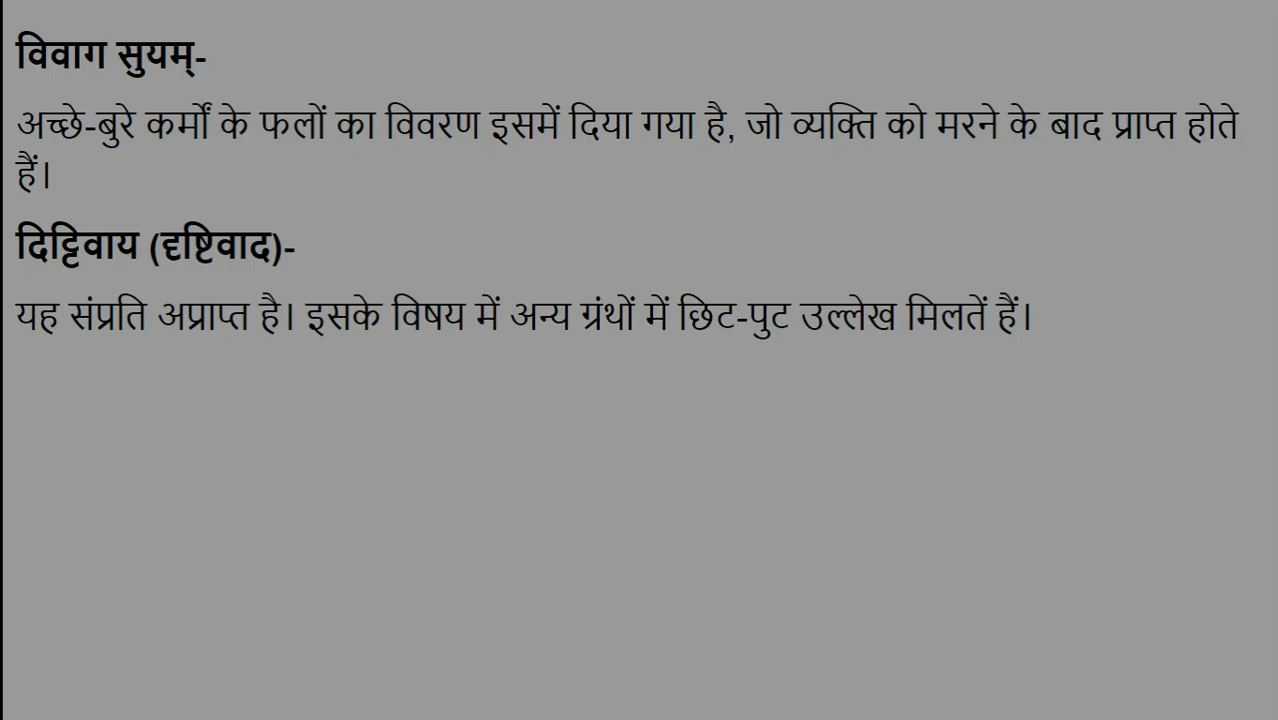 विवाग सुयम्-
अच्छे-बुरे कर्मों के फलों का विवरण इसमें दिया गया है, जो व्यक्ति को मरने के बाद प्राप्त होते
हैं।
दिट्टिवाय (दृष्टिवाद)-
यह संप्रति अप्राप्त है। इसके विषय में अन्य ग्रंथों में छिट-पुट उल्लेख मिलतें हैं।